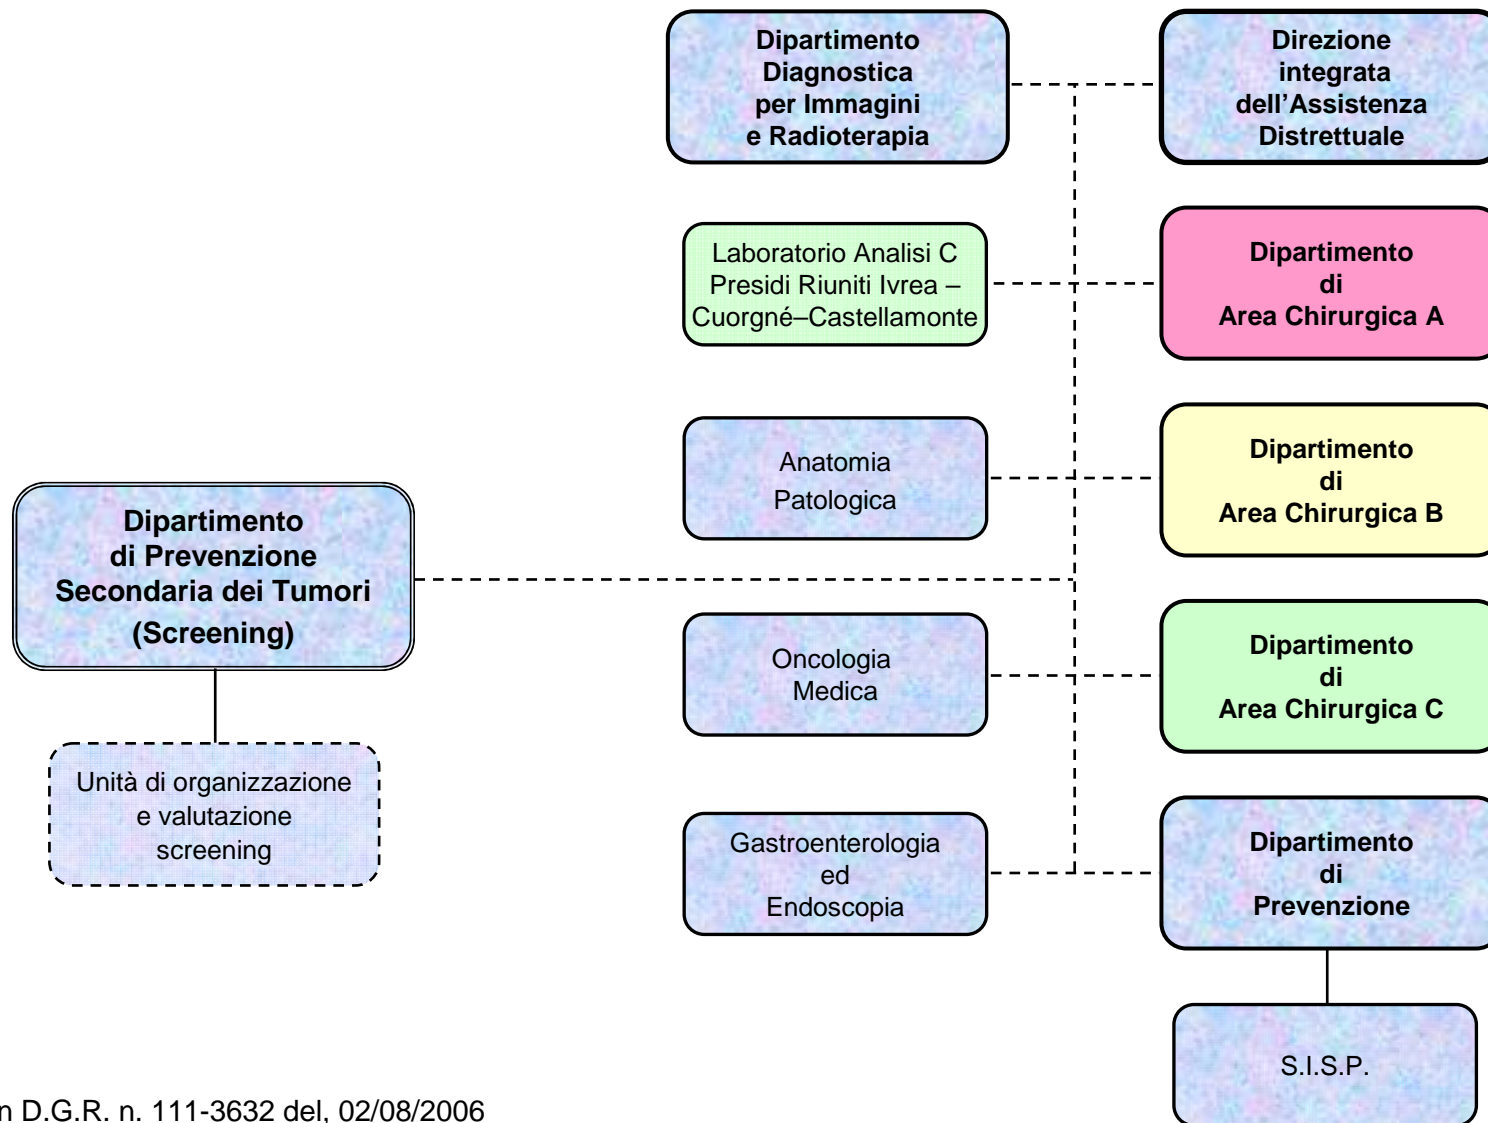 Dipartimento
Diagnostica
per Immagini
e Radioterapia
Direzione
integrata
dell’Assistenza
Distrettuale
Laboratorio Analisi C
Presidi Riuniti Ivrea –
Cuorgné–Castellamonte
Dipartimento
di
Area Chirurgica A
Anatomia
Patologica
Dipartimento
di
Area Chirurgica B
Dipartimento
di Prevenzione
Secondaria dei Tumori
(Screening)
Oncologia
Medica
Dipartimento
di
Area Chirurgica C
Unità di organizzazione
e valutazione
screening
Gastroenterologia
ed
Endoscopia
Dipartimento
di
Prevenzione
S.I.S.P.
D.G.R. n. 111-3632 del, 02/08/2006